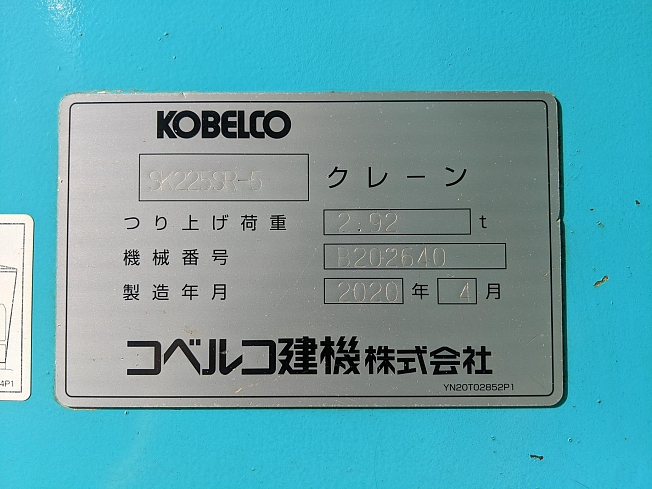 KOBELCO
SK225SR-5 クレーン
つり上げ荷重 2.92 t
機械番号 B202640
製造年月 2020 年 4 月
コベルコ建機株式会社
YN20T02852P1
4P1